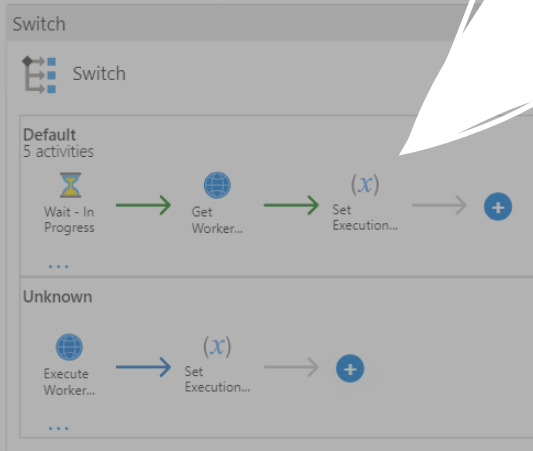 Switch
Switch
Default
5 activities
Wait - In
Progress
Get
Worker...
(x)
Set
Execution...
...
Unknown
Execute
Worker...
(x)
Set
Execution...
...